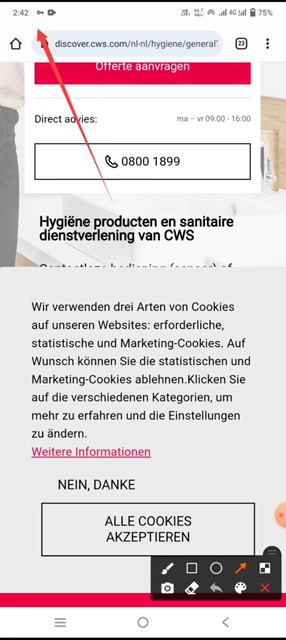 2:42
4G
75%
discover.cws.com/nl-nl/hygiene/general
23
Offerte aanvragen
Direct advies:
ma – vr 09:00 - 16:00
0800 1899
Hygiëne producten en sanitaire
dienstverlening van CWS
Wir verwenden drei Arten von Cookies
auf unseren Websites: erforderliche,
statistische und Marketing-Cookies. Auf
Wunsch können Sie die statistischen und
Marketing-Cookies ablehnen.Klicken Sie
auf die verschiedenen Kategorien, um
mehr zu erfahren und die Einstellungen
zu ändern.
Weitere Informationen
NEIN, DANKE
ALLE COOKIES
AKZEPTIEREN